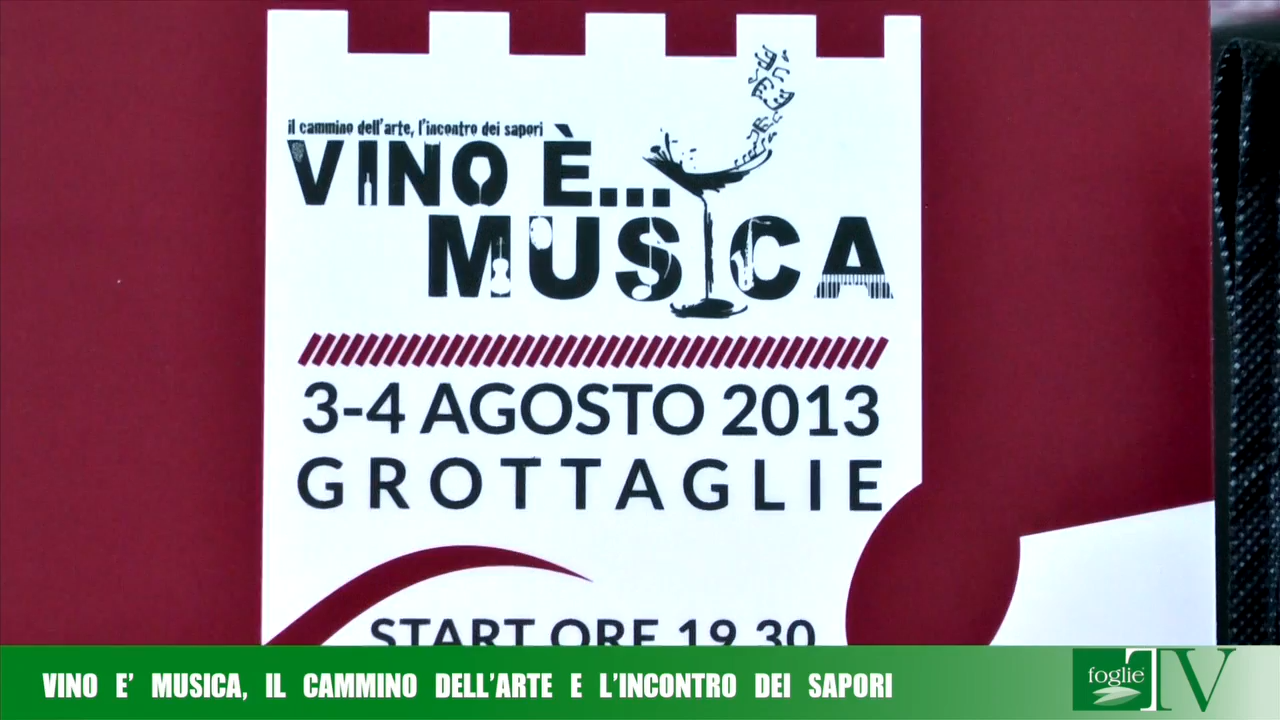 il cammino dell'arte, l'incontro dei sapori
VINO È...
MUSICA
3-4 AGOSTO 2013
GROTTAGLIE
START ORE 19.30
VINO E' MUSICA, IL CAMMINO DELL'ARTE E L'INCONTRO DEI SAPORI
foglie TV